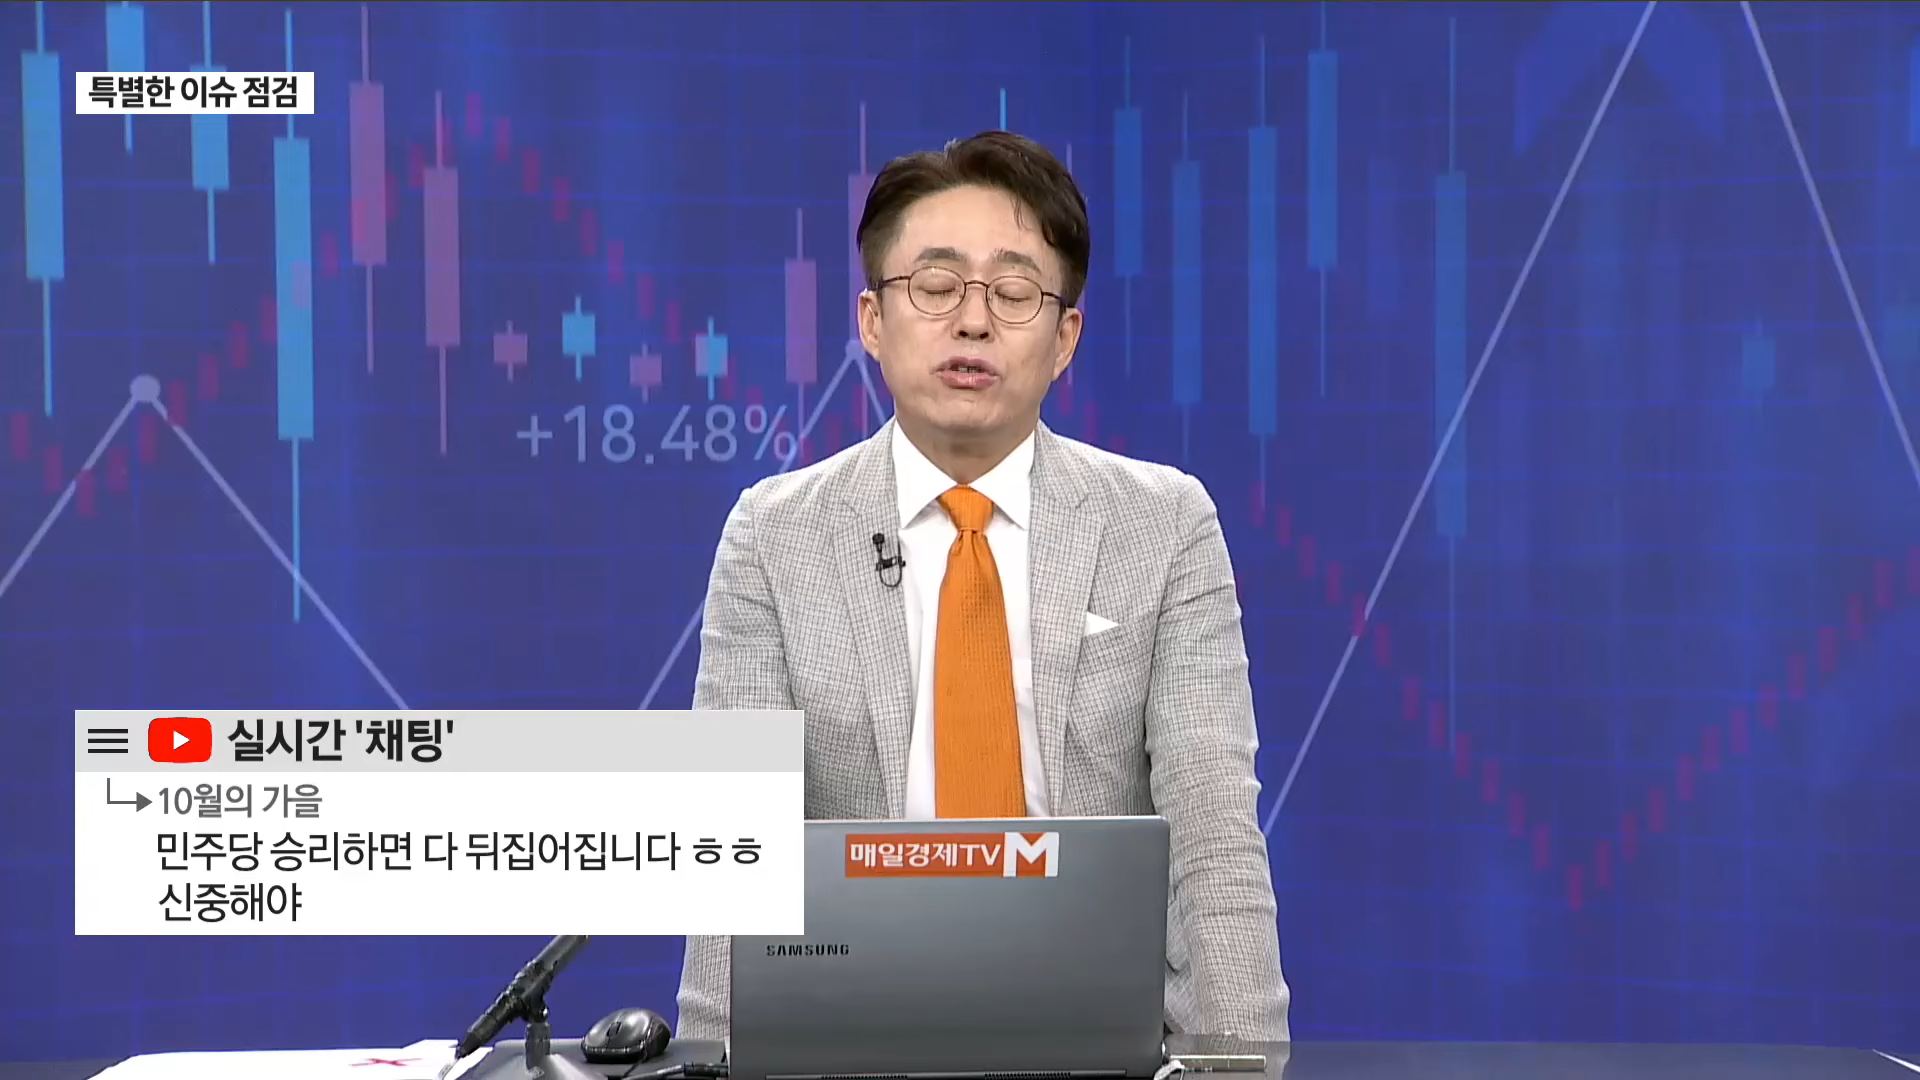 특별한 이슈 점검
+18.48%
실시간 '채팅'
10월의 가을
민주당 승리하면 다 뒤집어집니다 ㅎㅎ
신중해야
매일경제TV M
SAMSUNG